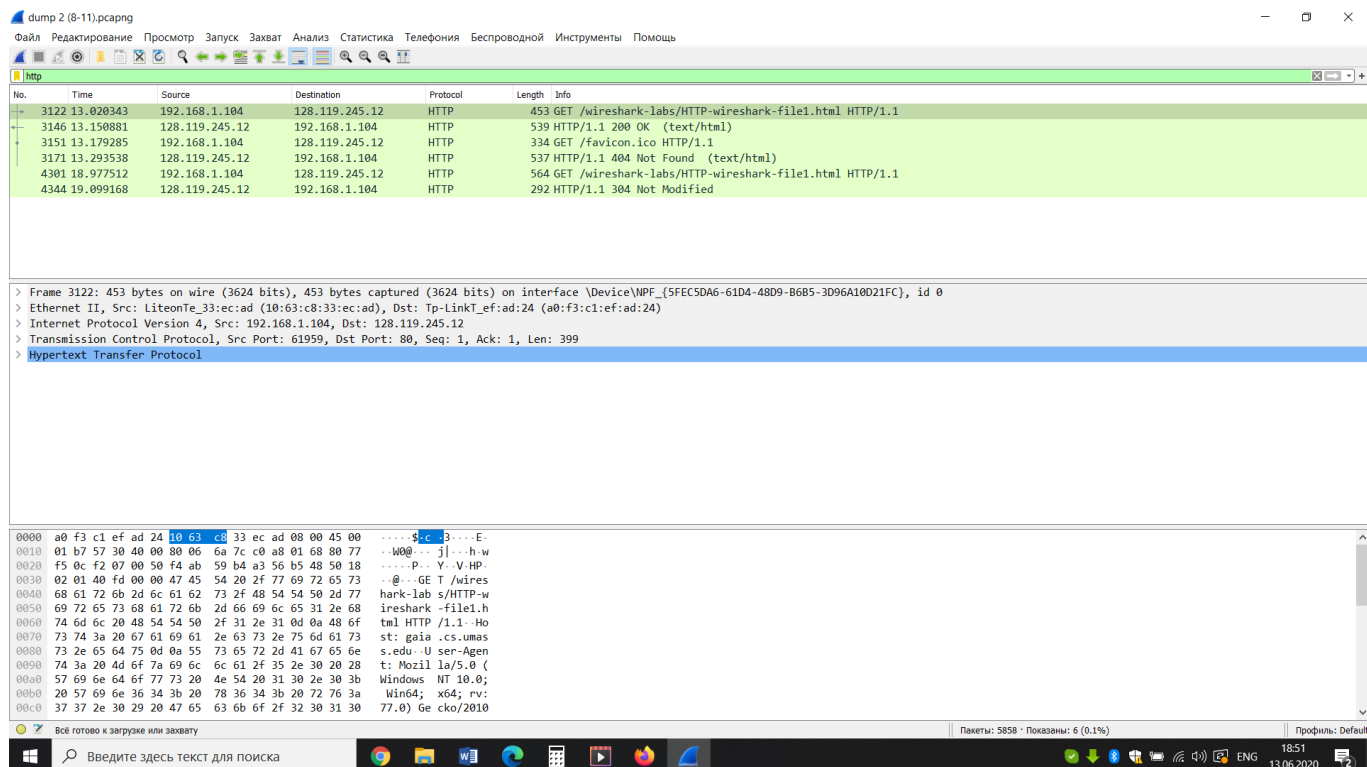 dump 2 (8-11).pcapng
Файл Редактирование Просмотр Запуск Захват Анализ Статистика Телефония Беспроводной Инструменты Помощь
http
No. Time Source Destination Protocol Length Info
3122 13.020343 192.168.1.104 128.119.245.12 HTTP 453 GET /wireshark-labs/HTTP-wireshark-file1.html HTTP/1.1
3146 13.150881 128.119.245.12 192.168.1.104 HTTP 539 HTTP/1.1 200 OK (text/html)
3151 13.179285 192.168.1.104 128.119.245.12 HTTP 334 GET /favicon.ico HTTP/1.1
3171 13.293538 128.119.245.12 192.168.1.104 HTTP 537 HTTP/1.1 404 Not Found (text/html)
4301 18.977512 192.168.1.104 128.119.245.12 HTTP 564 GET /wireshark-labs/HTTP-wireshark-file1.html HTTP/1.1
4344 19.099168 128.119.245.12 192.168.1.104 HTTP 292 HTTP/1.1 304 Not Modified
> Frame 3122: 453 bytes on wire (3624 bits), 453 bytes captured (3624 bits) on interface \Device\NPF_{5FEC5DA6-61D4-48D9-B6B5-3D96A10D21FC}, id 0
> Ethernet II, Src: LiteonTe_33:ec:ad (10:63:c8:33:ec:ad), Dst: Tp-LinkT_ef:ad:24 (a0:f3:c1:ef:ad:24)
> Internet Protocol Version 4, Src: 192.168.1.104, Dst: 128.119.245.12
> Transmission Control Protocol, Src Port: 61959, Dst Port: 80, Seq: 1, Ack: 1, Len: 399
> Hypertext Transfer Protocol
0000 a0 f3 c1 ef ad 24 10 63 c8 33 ec ad 08 00 45 00 ·····$·c ·3····E·
0010 01 b7 57 30 40 00 80 06 6a 7c c0 a8 01 68 80 77 ··W0@··· j|···h·w
0020 f5 0c f2 07 00 50 f4 ab 59 b4 a3 56 b5 48 50 18 ·····P·· Y··V·HP·
0030 02 01 40 fd 00 00 47 45 54 20 2f 77 69 72 65 73 ··@···GE T /wires
0040 68 61 72 6b 2d 6c 61 62 73 2f 48 54 54 50 2d 77 hark-lab s/HTTP-w
0050 69 72 65 73 68 61 72 6b 2d 66 69 6c 65 31 2e 68 ireshark -file1.h
0060 74 6d 6c 20 48 54 54 50 2f 31 2e 31 0d 0a 48 6f tml HTTP /1.1··Ho
0070 73 74 3a 20 67 61 69 61 2e 63 73 2e 75 6d 61 73 st: gaia .cs.umas
0080 73 2e 65 64 75 0d 0a 55 73 65 72 2d 41 67 65 6e s.edu··U ser-Agen
0090 74 3a 20 4d 6f 7a 69 6c 6c 61 2f 35 2e 30 20 28 t: Mozil la/5.0 (
00a0 57 69 6e 64 6f 77 73 20 4e 54 20 31 30 2e 30 3b Windows NT 10.0;
00b0 20 57 69 6e 36 34 3b 20 78 36 34 3b 20 72 76 3a Win64; x64; rv:
00c0 37 37 2e 30 29 20 47 65 63 6b 6f 2f 32 30 31 30 77.0) Ge cko/2010
Всё готово к загрузке или захвату Пакеты: 5858 · Показаны: 6 (0.1%) Профиль: Default
Введите здесь текст для поиска ENG 18:51
13.06.2020 2